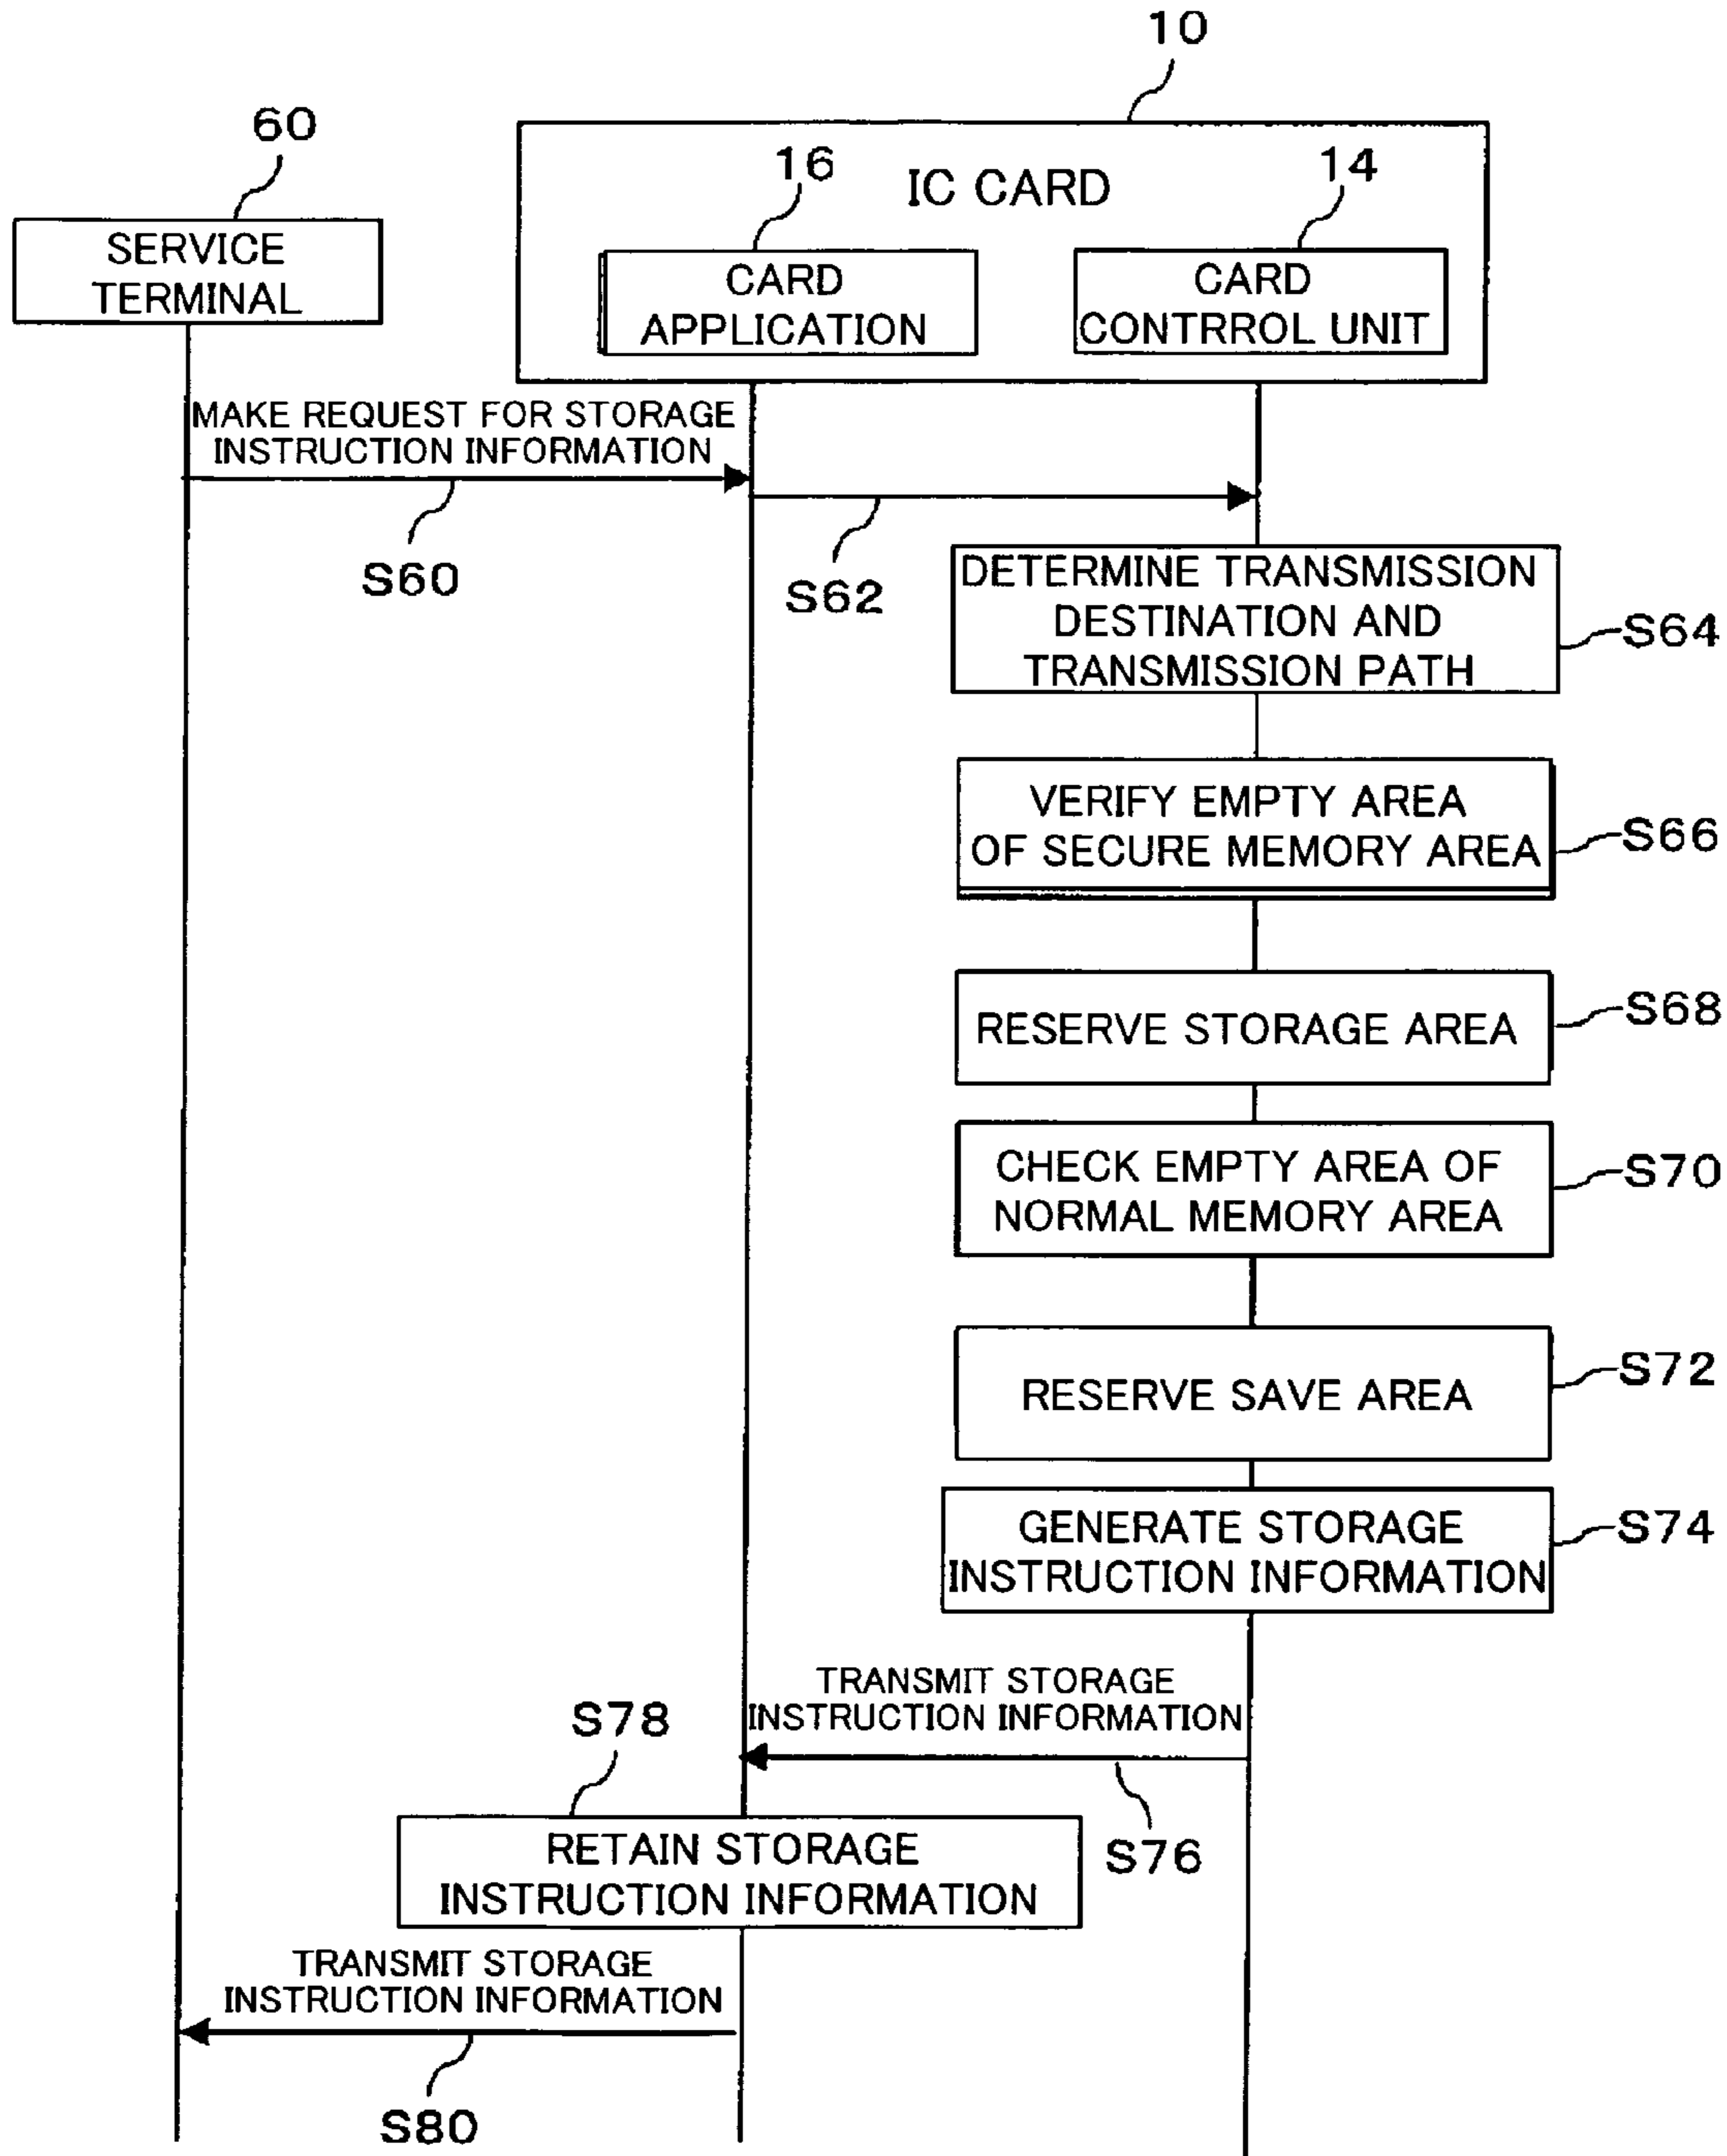 10
60
16
14
IC CARD
SERVICE
TERMINAL
CARD
APPLICATION
CARD
CONTRROL UNIT
MAKE REQUEST FOR STORAGE
INSTRUCTION INFORMATION
S60
S62
DETERMINE TRANSMISSION
DESTINATION AND
TRANSMISSION PATH
S64
VERIFY EMPTY AREA
OF SECURE MEMORY AREA
S66
RESERVE STORAGE AREA
S68
CHECK EMPTY AREA OF
NORMAL MEMORY AREA
S70
RESERVE SAVE AREA
S72
GENERATE STORAGE
INSTRUCTION INFORMATION
S74
TRANSMIT STORAGE
INSTRUCTION INFORMATION
S78
S76
RETAIN STORAGE
INSTRUCTION INFORMATION
TRANSMIT STORAGE
INSTRUCTION INFORMATION
S80